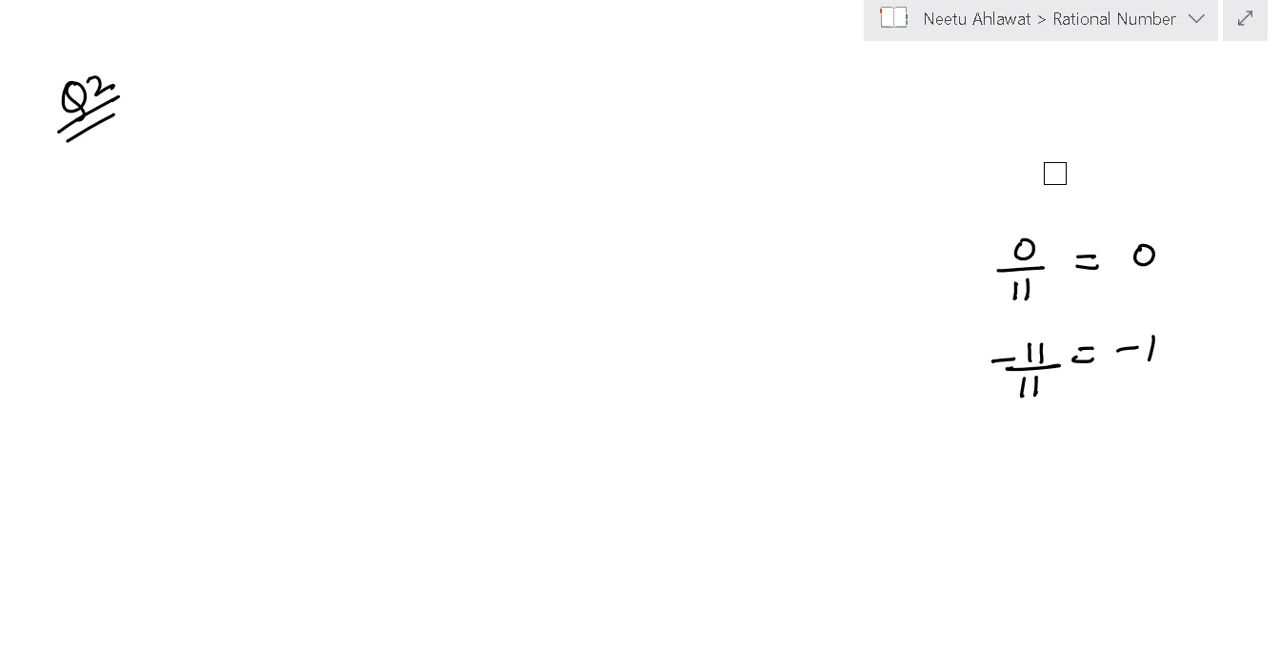 Neetu Ahlawat > Rational Number
Q2
0/11 = 0
-11/11 = -1